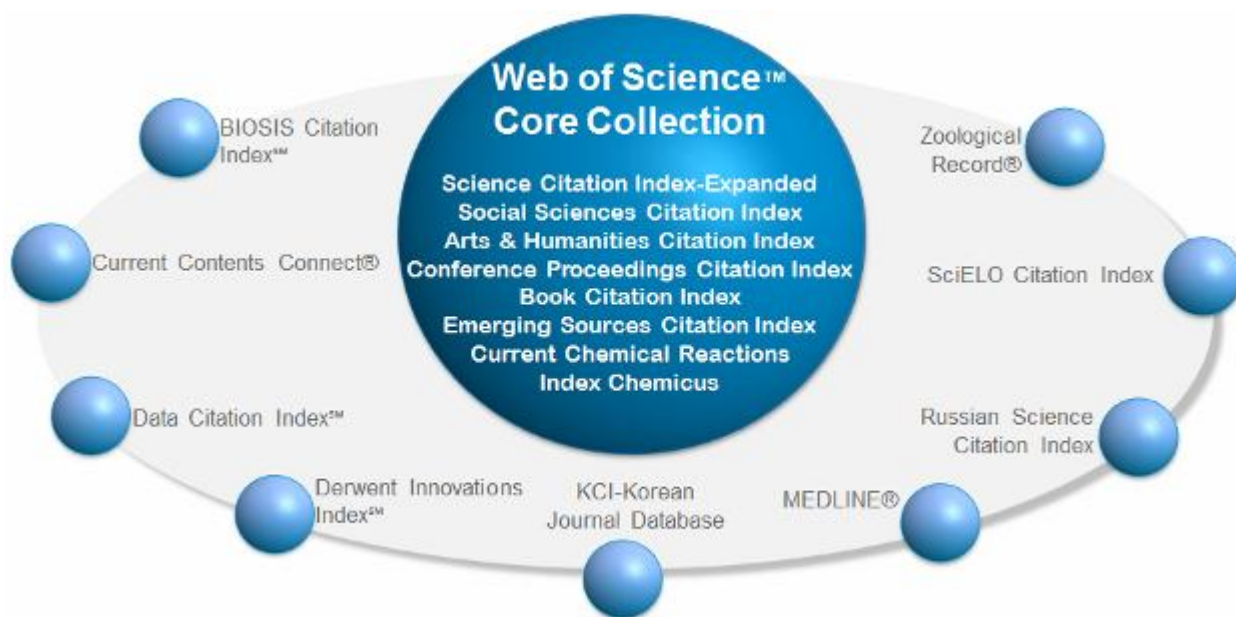 Web of Science™
Core Collection
Science Citation Index-Expanded
Social Sciences Citation Index
Arts & Humanities Citation Index
Conference Proceedings Citation Index
Book Citation Index
Emerging Sources Citation Index
Current Chemical Reactions
Index Chemicus
BIOSIS Citation
Index℠
Current Contents Connect®
Data Citation Index℠
Derwent Innovations
Index℠
KCI-Korean
Journal Database
MEDLINE®
Russian Science
Citation Index
SciELO Citation Index
Zoological
Record®